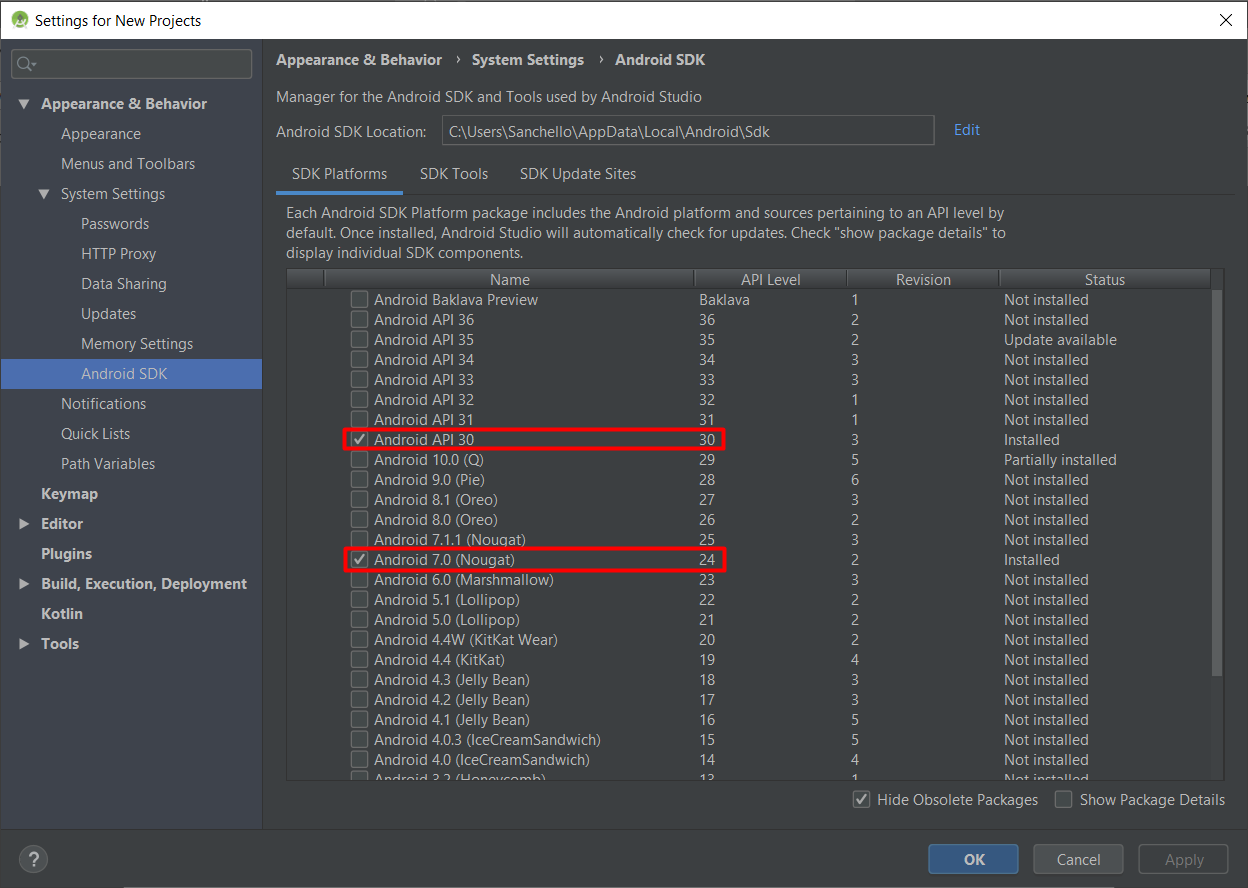 Settings for New Projects
Appearance & Behavior
Appearance
Menus and Toolbars
System Settings
Passwords
HTTP Proxy
Data Sharing
Updates
Memory Settings
Android SDK
Notifications
Quick Lists
Path Variables
Keymap
Editor
Plugins
Build, Execution, Deployment
Kotlin
Tools
Appearance & Behavior › System Settings › Android SDK
Manager for the Android SDK and Tools used by Android Studio
Android SDK Location: C:\Users\Sanchello\AppData\Local\Android\Sdk Edit
SDK Platforms SDK Tools SDK Update Sites
Each Android SDK Platform package includes the Android platform and sources pertaining to an API level by
default. Once installed, Android Studio will automatically check for updates. Check "show package details" to
display individual SDK components.
Name API Level Revision Status
Android Baklava Preview Baklava 1 Not installed
Android API 36 36 2 Not installed
Android API 35 35 2 Update available
Android API 34 34 3 Not installed
Android API 33 33 3 Not installed
Android API 32 32 1 Not installed
Android API 31 31 1 Not installed
Android API 30 30 3 Installed
Android 10.0 (Q) 29 5 Partially installed
Android 9.0 (Pie) 28 6 Not installed
Android 8.1 (Oreo) 27 3 Not installed
Android 8.0 (Oreo) 26 2 Not installed
Android 7.1.1 (Nougat) 25 3 Not installed
Android 7.0 (Nougat) 24 2 Installed
Android 6.0 (Marshmallow) 23 3 Not installed
Android 5.1 (Lollipop) 22 2 Not installed
Android 5.0 (Lollipop) 21 2 Not installed
Android 4.4W (KitKat Wear) 20 2 Not installed
Android 4.4 (KitKat) 19 4 Not installed
Android 4.3 (Jelly Bean) 18 3 Not installed
Android 4.2 (Jelly Bean) 17 3 Not installed
Android 4.1 (Jelly Bean) 16 5 Not installed
Android 4.0.3 (IceCreamSandwich) 15 5 Not installed
Android 4.0 (IceCreamSandwich) 14 4 Not installed
Android 3.2 (Honeycomb) 13 1 Not installed
Hide Obsolete Packages Show Package Details
? OK Cancel Apply